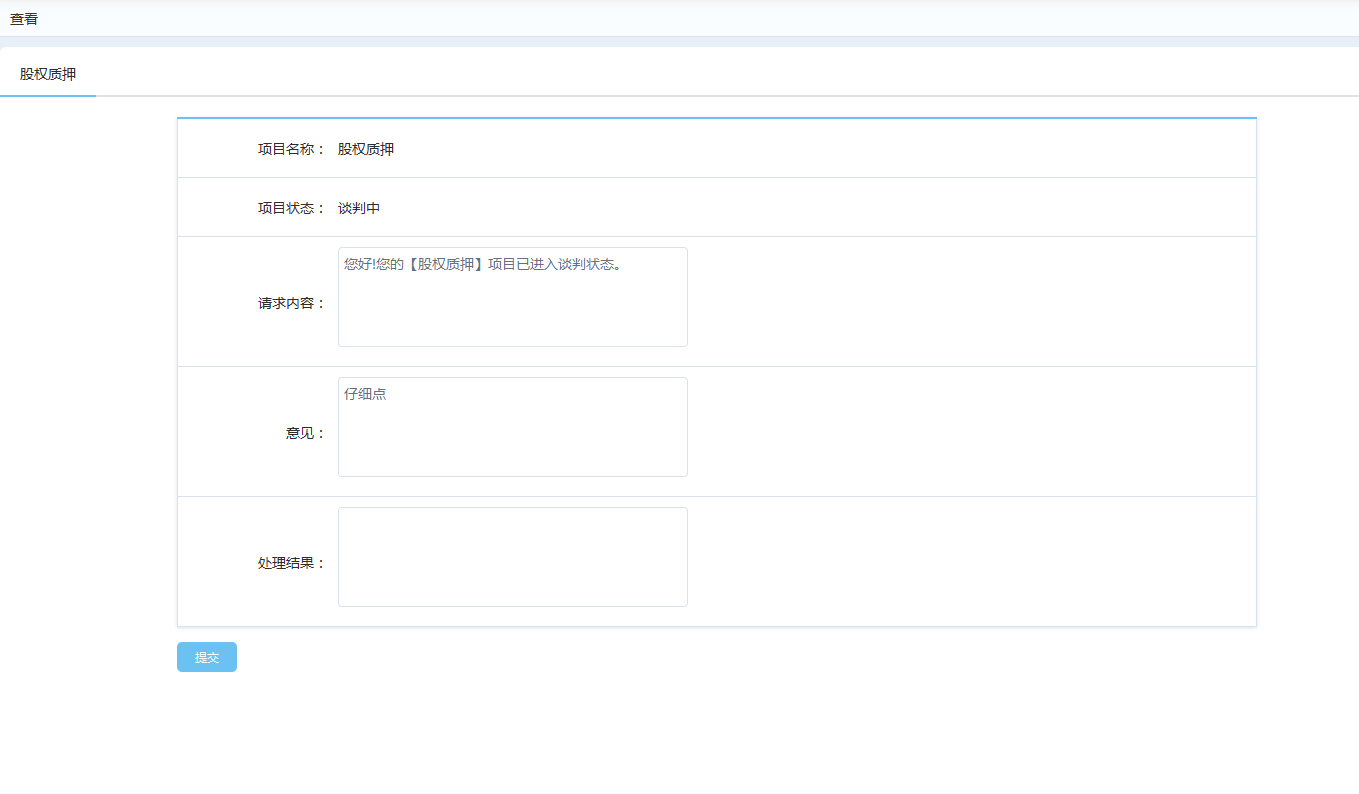 查看
股权质押
项目名称： 股权质押
项目状态： 谈判中
您好!您的【股权质押】项目已进入谈判状态。
请求内容：
仔细点
意见：
处理结果：
提交